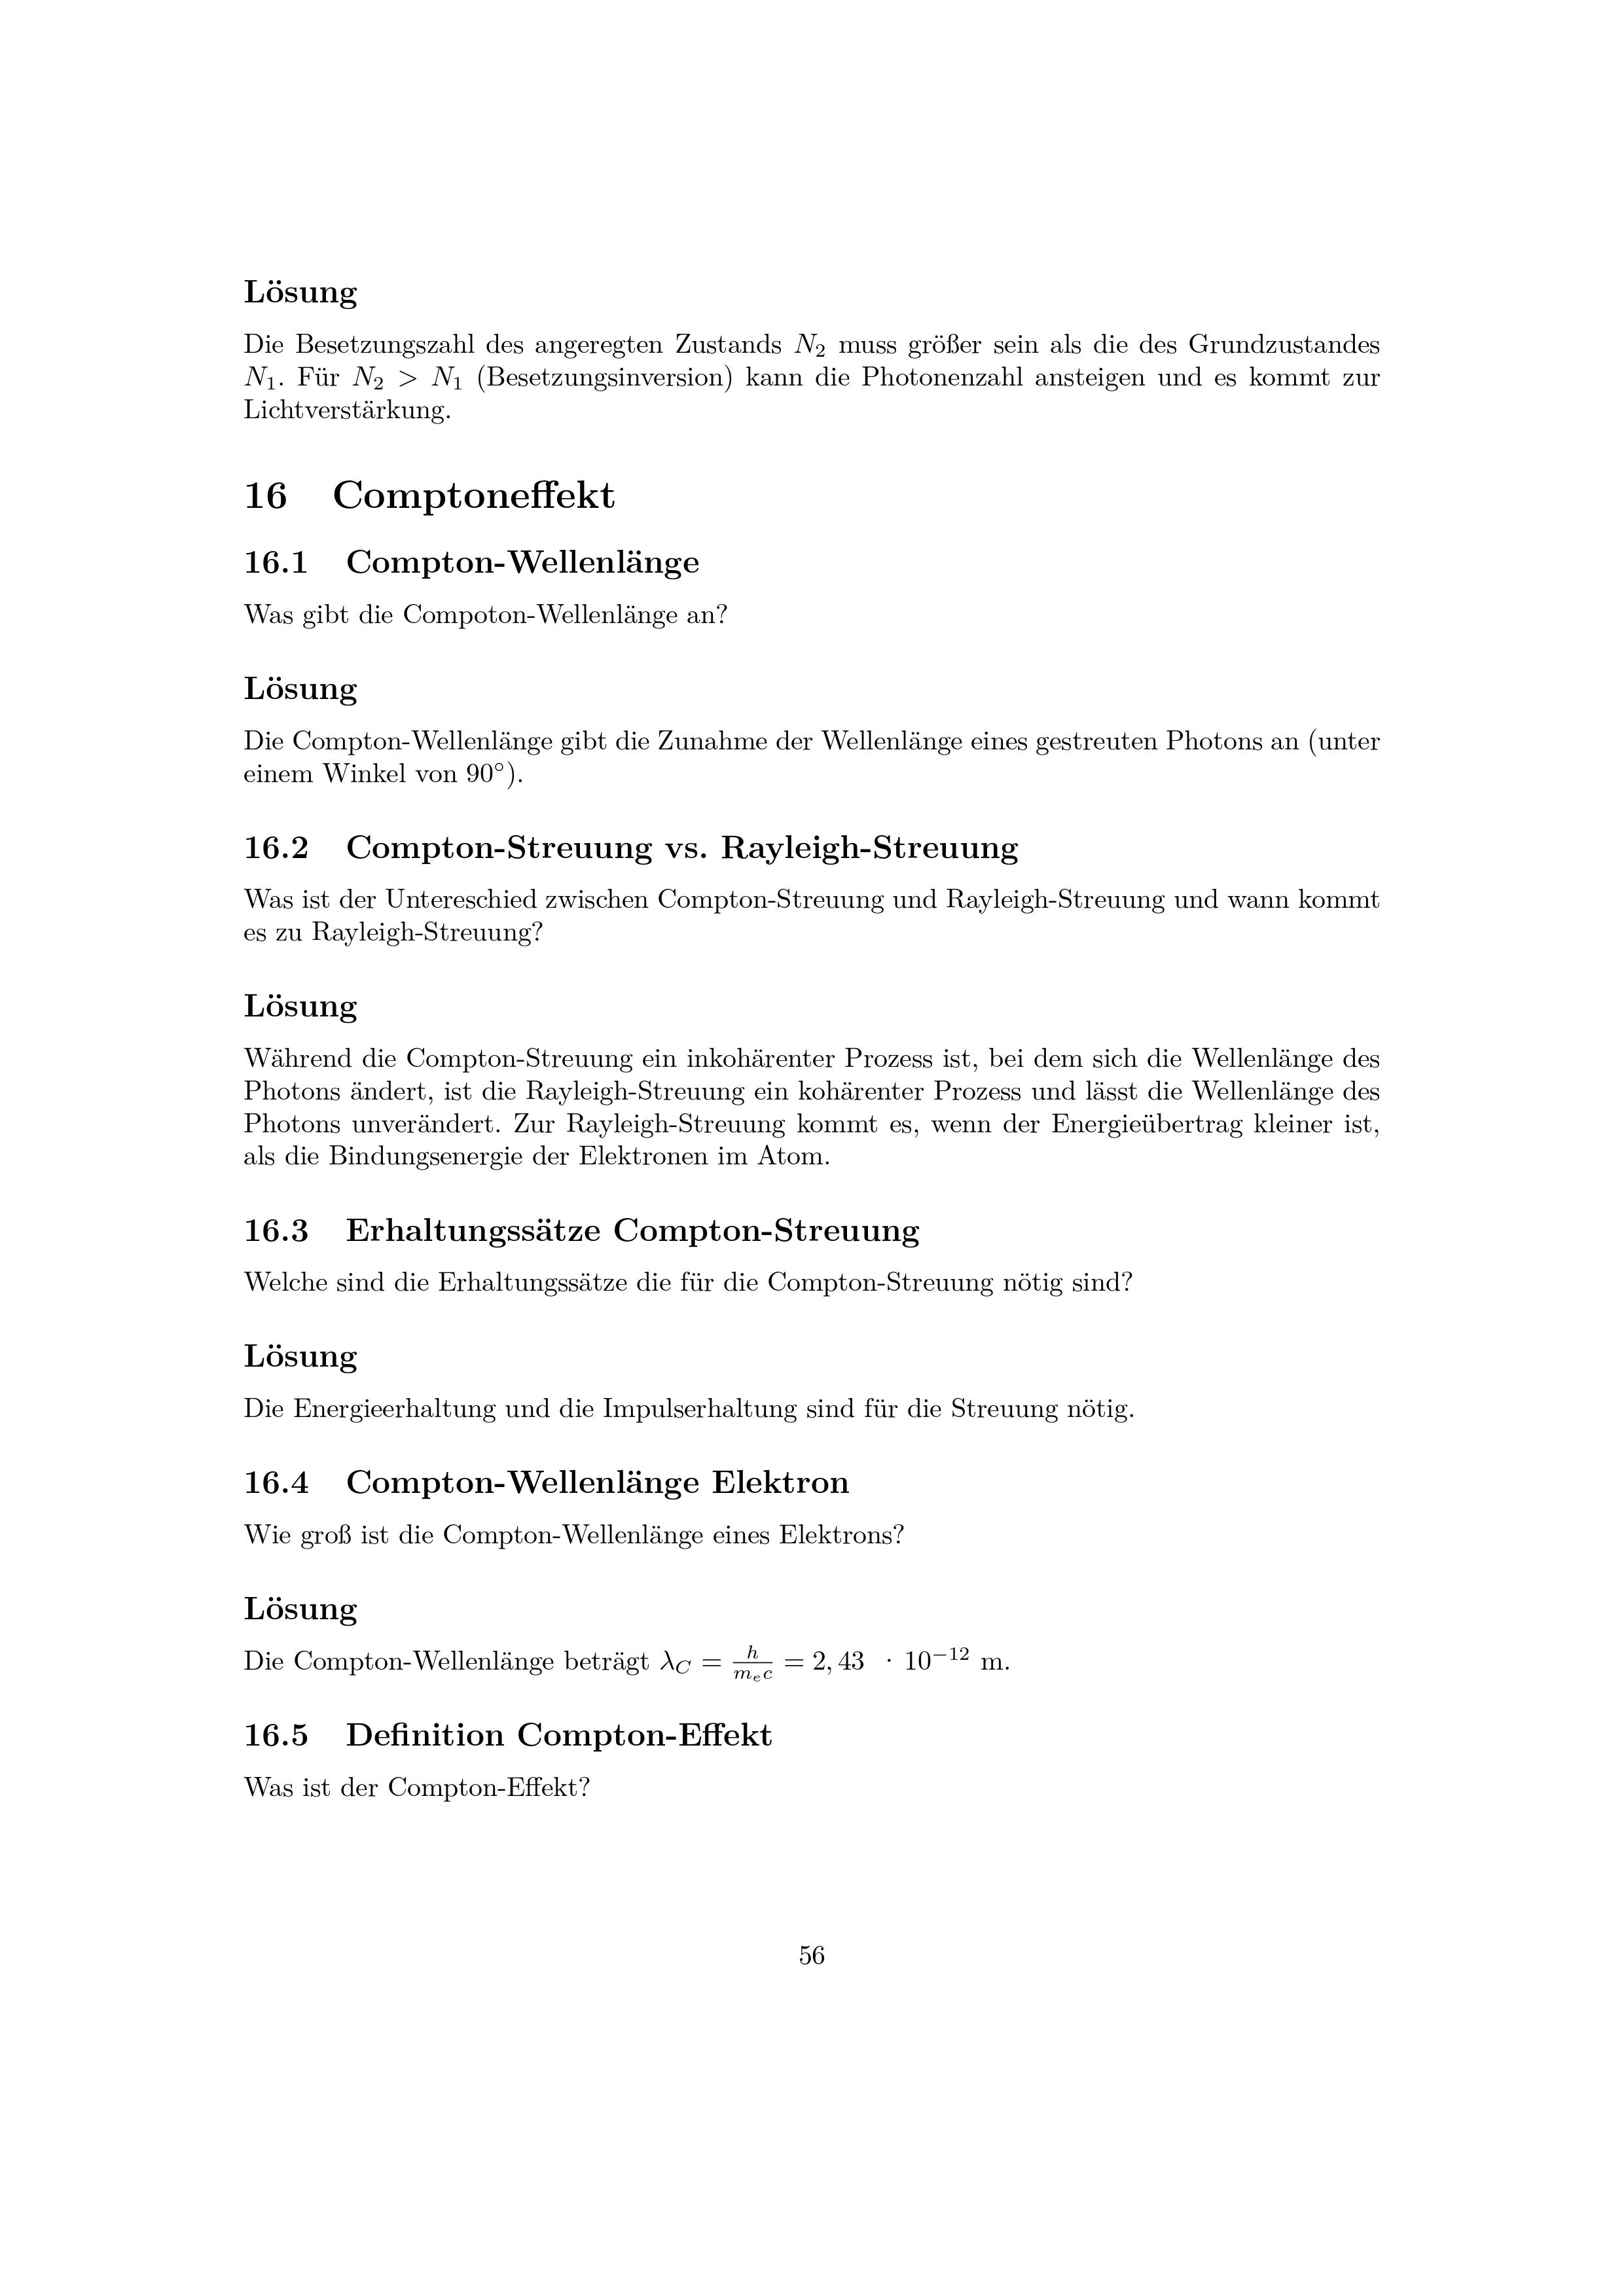 Lösung
Die Besetzungszahl des angeregten Zustands N₂ muss größer sein als die des Grundzustandes
N₁. Für N₂ > N₁ (Besetzungsinversion) kann die Photonenzahl ansteigen und es kommt zur
Lichtverstärkung.
16 Comptoneffekt
16.1 Compton-Wellenlänge
Was gibt die Compoton-Wellenlänge an?
Lösung
Die Compton-Wellenlänge gibt die Zunahme der Wellenlänge eines gestreuten Photons an (unter
einem Winkel von 90°).
16.2 Compton-Streuung vs. Rayleigh-Streuung
Was ist der Untereschied zwischen Compton-Streuung und Rayleigh-Streuung und wann kommt
es zu Rayleigh-Streuung?
Lösung
Während die Compton-Streuung ein inkohärenter Prozess ist, bei dem sich die Wellenlänge des
Photons ändert, ist die Rayleigh-Streuung ein kohärenter Prozess und lässt die Wellenlänge des
Photons unverändert. Zur Rayleigh-Streuung kommt es, wenn der Energieübertrag kleiner ist,
als die Bindungsenergie der Elektronen im Atom.
16.3 Erhaltungssätze Compton-Streuung
Welche sind die Erhaltungssätze die für die Compton-Streuung nötig sind?
Lösung
Die Energieerhaltung und die Impulserhaltung sind für die Streuung nötig.
16.4 Compton-Wellenlänge Elektron
Wie groß ist die Compton-Wellenlänge eines Elektrons?
Lösung
Die Compton-Wellenlänge beträgt λ_C = h/(mₑc) = 2,43 · 10⁻¹² m.
16.5 Definition Compton-Effekt
Was ist der Compton-Effekt?
56